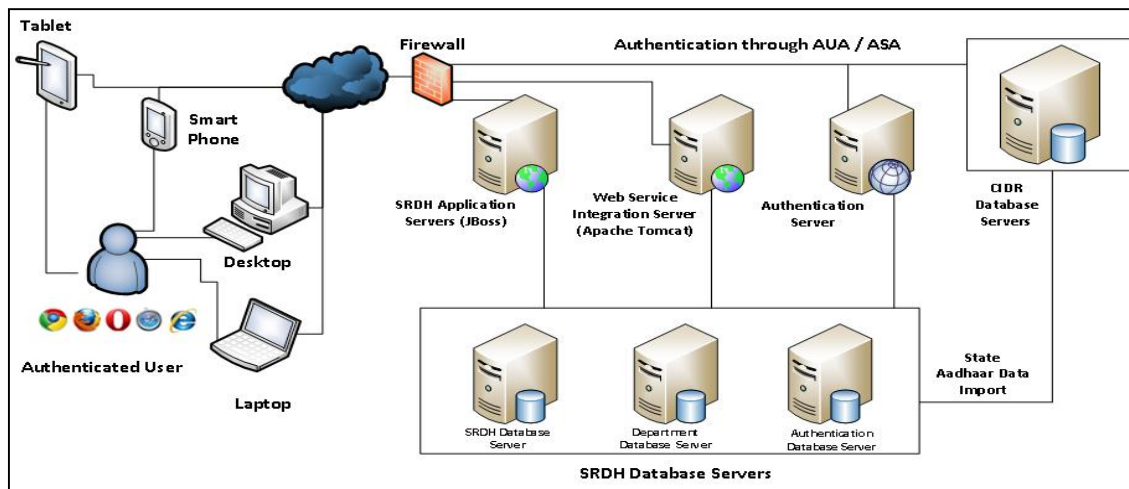 Tablet
Firewall
Authentication through AUA / ASA
Smart
Phone
SRDH Application
Servers (JBoss)
Web Service
Integration Server
(Apache Tomcat)
Authentication
Server
CIDR
Database
Servers
Desktop
Authenticated User
Laptop
State
Aadhaar Data
Import
SRDH Database
Server
Department
Database Server
Authentication
Database Server
SRDH Database Servers